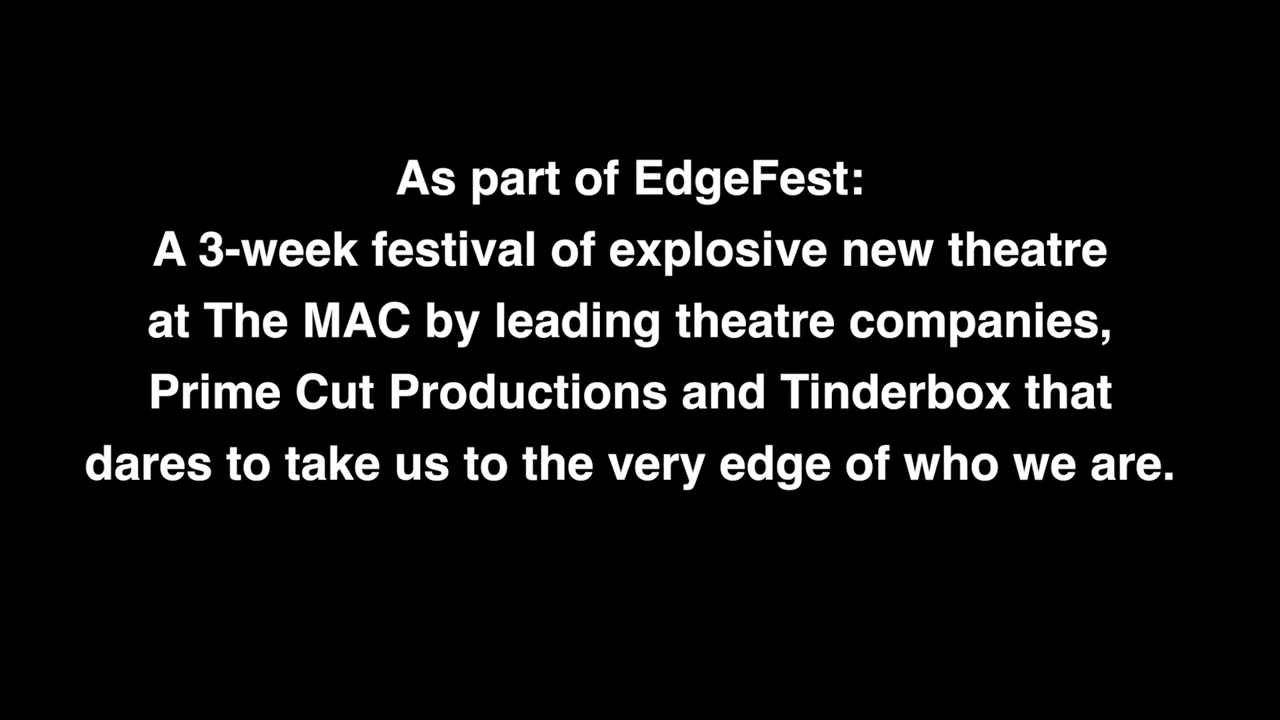 As part of EdgeFest:
A 3-week festival of explosive new theatre
at The MAC by leading theatre companies,
Prime Cut Productions and Tinderbox that
dares to take us to the very edge of who we are.